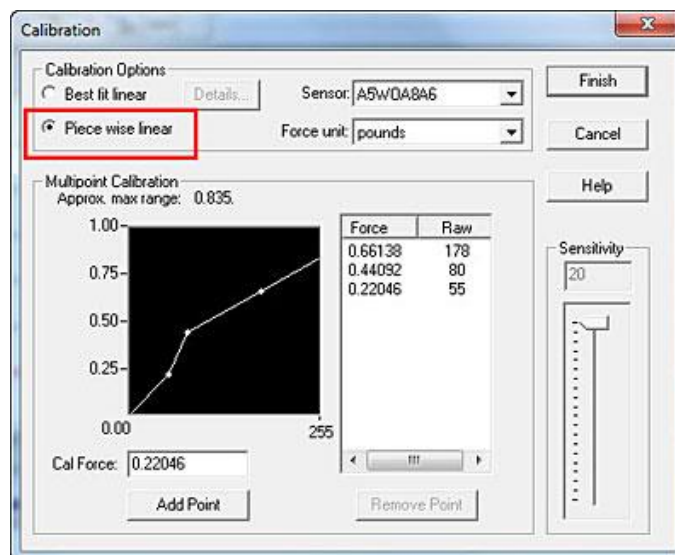 Calibration
Calibration Options
Best fit linear
Details...
Sensor: A5W0A8A6
Piece wise linear
Force unit: pounds
Finish
Cancel
Help
Multipoint Calibration
Approx. max range: 0.835.
1.00
0.75
0.50
0.25
0.00
255
Force Raw
0.66138 178
0.44092 80
0.22046 55
Cal Force: 0.22046
Add Point
Remove Point
Sensitivity
20